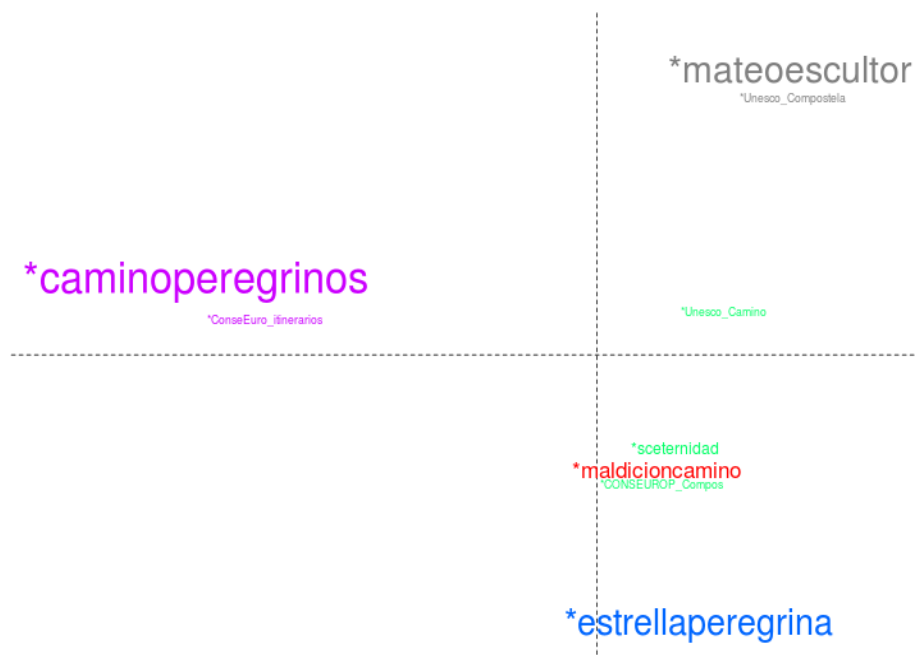 *mateoescultor
*Unesco_Compostela
*caminoperegrinos
*ConseEuro_itinerarios
*Unesco_Camino
*sceternidad
*maldicioncamino
*CONSEUROP_Compos
*estrellaperegrina